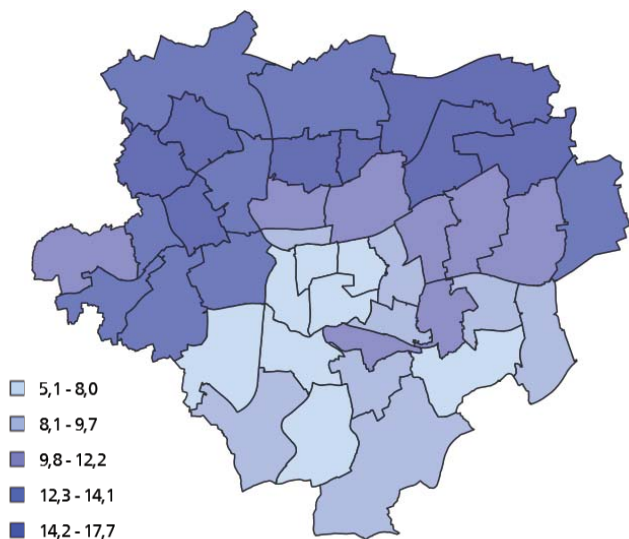 5,1 - 8,0
8,1 - 9,7
9,8 - 12,2
12,3 - 14,1
14,2 - 17,7